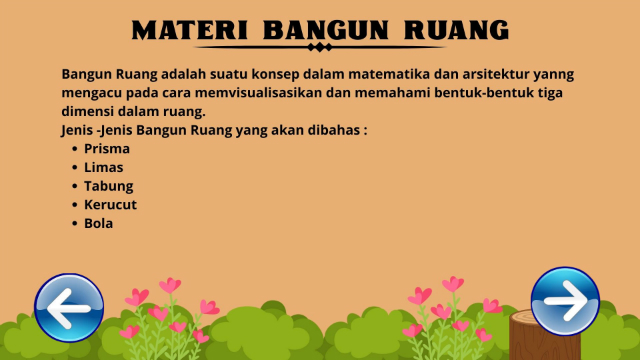 MATERI BANGUN RUANG
Bangun Ruang adalah suatu konsep dalam matematika dan arsitektur yanng
mengacu pada cara memvisualisasikan dan memahami bentuk-bentuk tiga
dimensi dalam ruang.
Jenis -Jenis Bangun Ruang yang akan dibahas :
• Prisma
• Limas
• Tabung
• Kerucut
• Bola